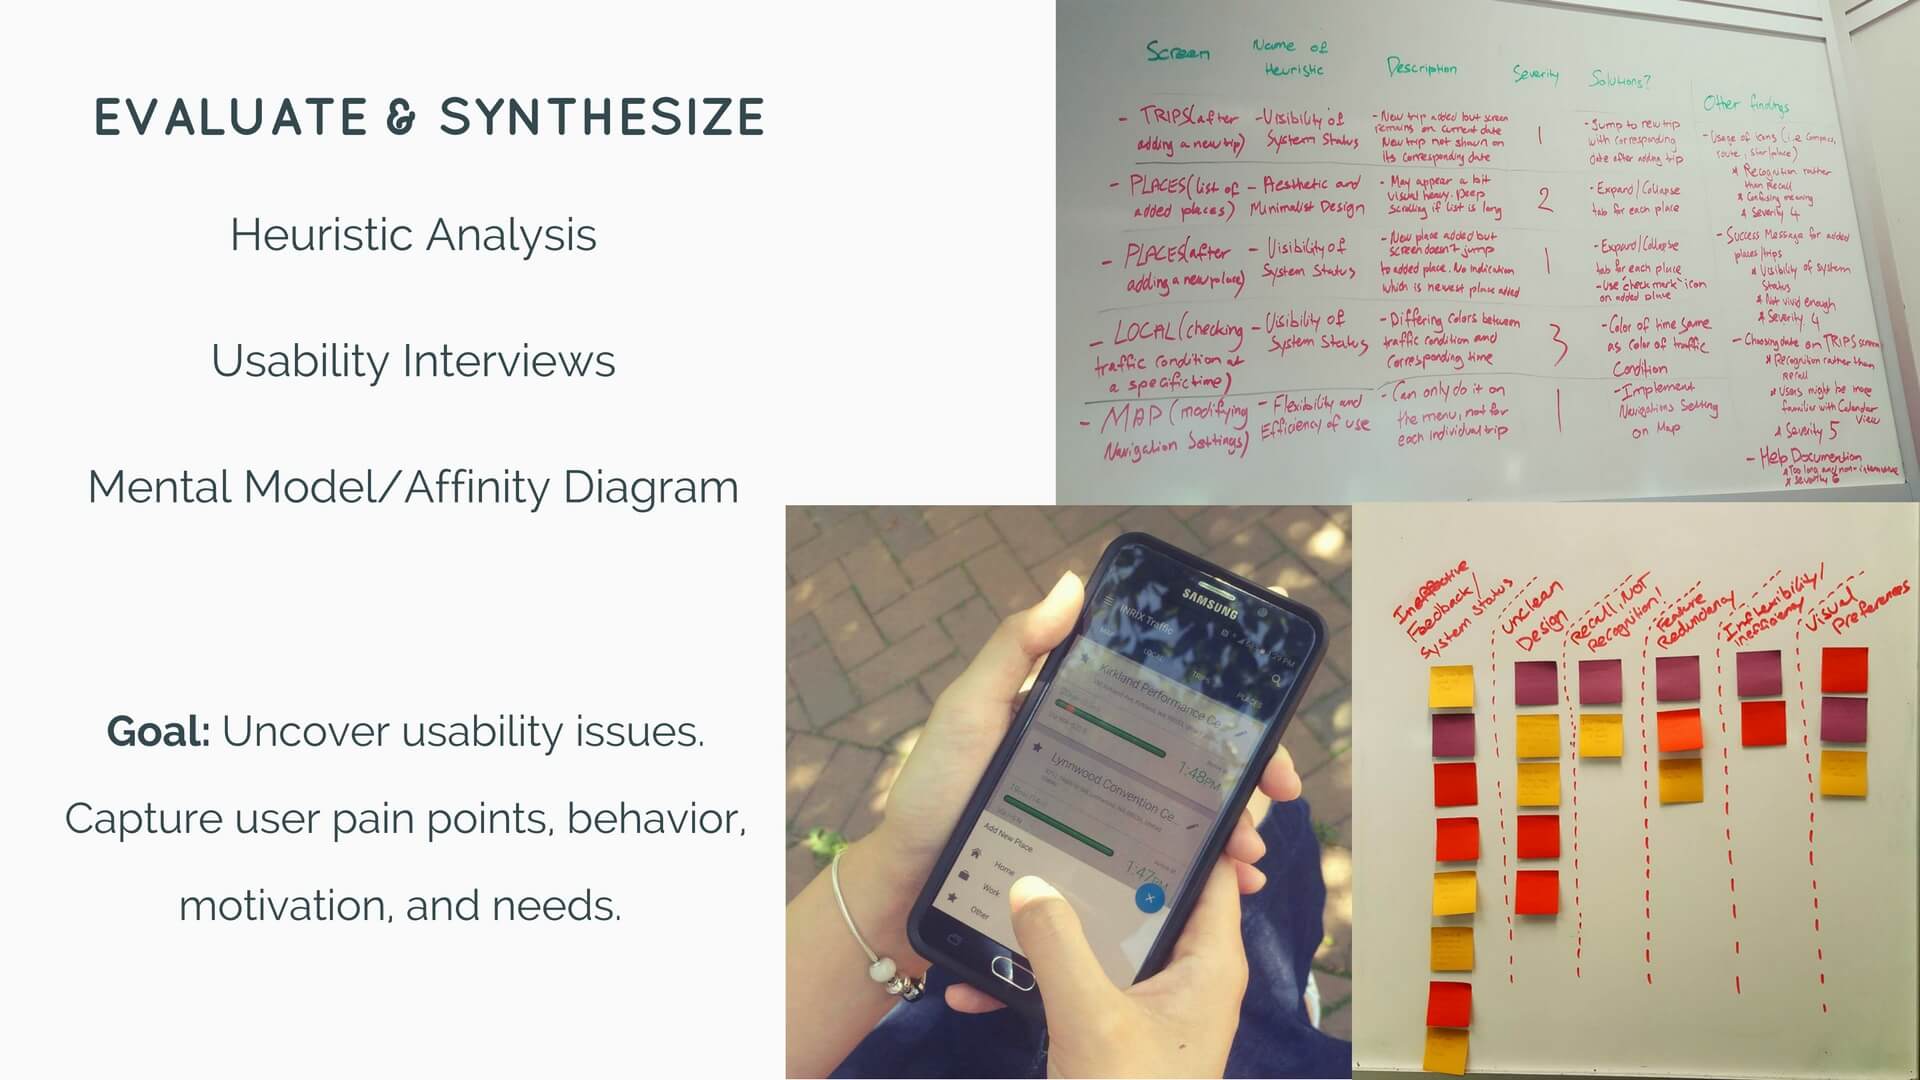 EVALUATE & SYNTHESIZE
Heuristic Analysis
Usability Interviews
Mental Model/Affinity Diagram
Goal: Uncover usability issues.
Capture user pain points, behavior,
motivation, and needs.
Screen
Name of
Heuristic
Description
Severity
Solutions?
Other findings
- TRIPS(after
adding a new trip)
- Visibility of
System Status
- New trip added but screen
remains on current date
New trip not shown on
its corresponding date
1
- Jump to new trip
with corresponding
date after adding trip
- PLACES(list of
added places)
- Aesthetic and
Minimalist Design
- May appear a bit
visual heavy. Deep
scrolling if list is long
2
- Expand/Collapse
tab for each place
- PLACES(after
adding a new place)
- Visibility of
System Status
- New place added but
screen doesn't jump
to added place. No indication
which is newest place added
1
- Expand/Collapse
tab for each place
- Use "check mark" icon
on added place
- LOCAL(checking
traffic condition at
a specific time)
- Visibility of
System Status
- Differing colors between
traffic condition and
corresponding time
3
- Color of time same
as color of traffic
Condition
- MAP (modifying
Navigation Settings)
- Flexibility and
Efficiency of use
- Can only do it on
the menu, not for
each individual trip
1
- Implement
Navigations Setting
on Map
- Usage of icons (i.e compass,
route, star/place)
* Recognition rather
than Recall
* Confusing meaning
* Severity 4
- Success Message for added
places/trips
* Visibility of system
Status
* Not vivid enough
* Severity 4
- Choosing date on TRIPS screen
* Recognition rather than
recall
* Users might be more
familiar with Calendar
View
* Severity 5
- Help Documention
* Too long and non-
* Severity 6
SAMSUNG
INRIX Traffic
MAP
LOCAL
TRIPS
PLACES
Kirkland Performance Ce...
1:48PM
Lynnwood Convention Ce...
1:47PM
Add New Place
Home
Work
Other
Ineffective
Feedback/
System Status
Unclean
Design
Recall, NOT
Recognition!
Feature
Redundancy
Inflexibility/
inefficiency
Visual
Preferences